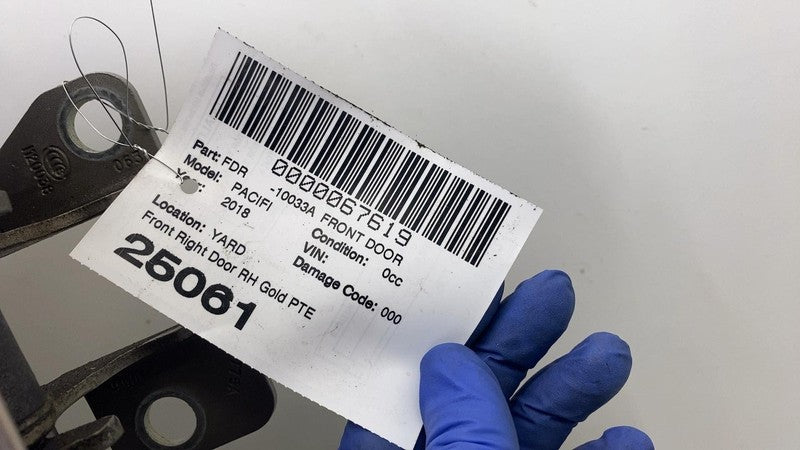 0000067619
Part: FDR -10033A FRONT DOOR
Model: PACIFI Condition: 0cc
Year: 2018 VIN:
Damage Code: 000
Location: YARD
Front Right Door RH Gold PTE
25061